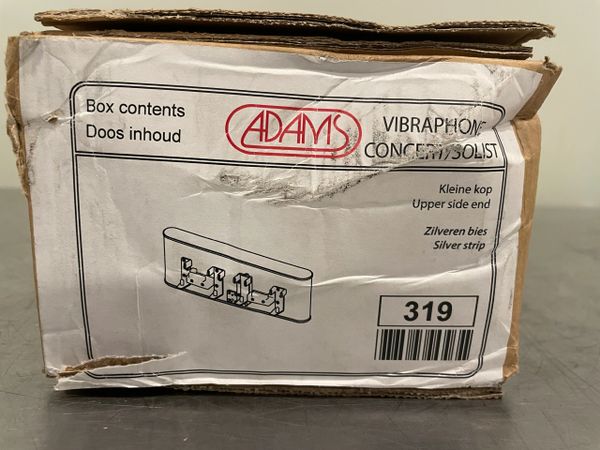 Box contents
Doos inhoud
ADAMS
VIBRAPHONE
CONCERT/SOLIST
Kleine kop
Upper side end
Zilveren bies
Silver strip
319